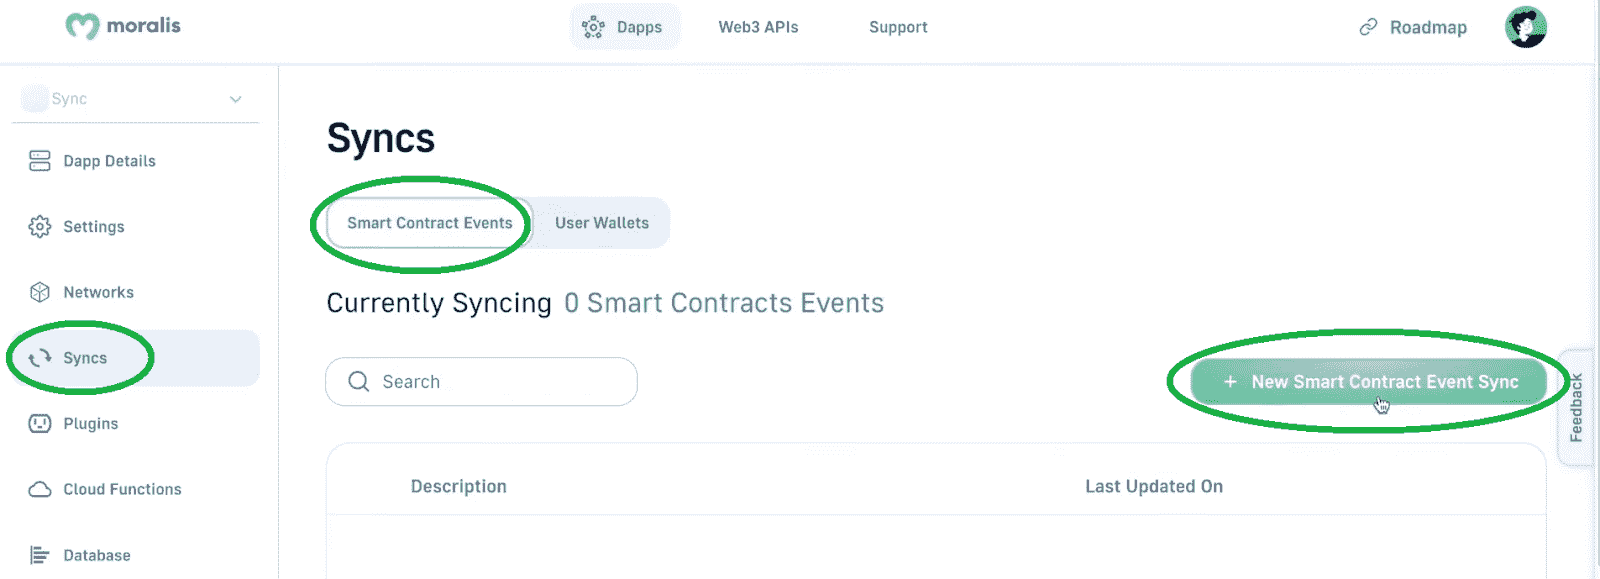 moralis
Dapps
Web3 APIs
Support
Roadmap
Sync
Dapp Details
Settings
Networks
Syncs
Plugins
Cloud Functions
Database
Syncs
Smart Contract Events
User Wallets
Currently Syncing 0 Smart Contracts Events
Search
+ New Smart Contract Event Sync
Description
Last Updated On
Feedback